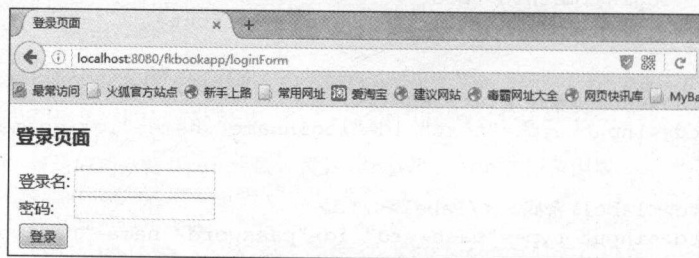 登录页面 × +
localhost:8080/fkbookapp/loginForm
最常访问 火狐官方站点 新手上路 常用网址 爱淘宝 建议网站 毒霸网址大全 网页快讯库 MyBa
登录页面
登录名:
密码:
登录